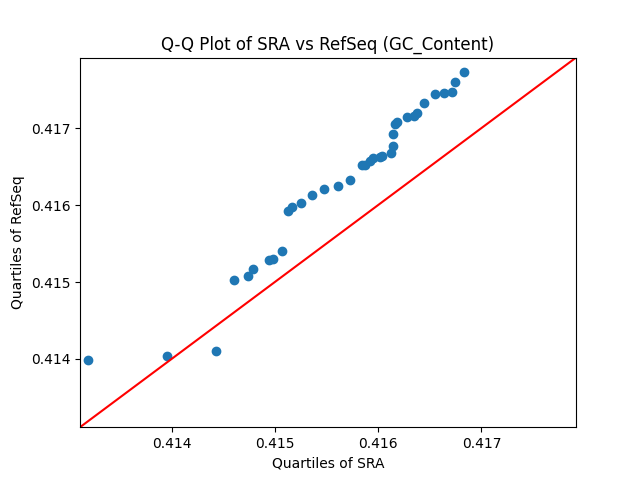 Q-Q Plot of SRA vs RefSeq (GC_Content)
Quartiles of RefSeq
0.417
0.416
0.415
0.414
0.414 0.415 0.416 0.417
Quartiles of SRA